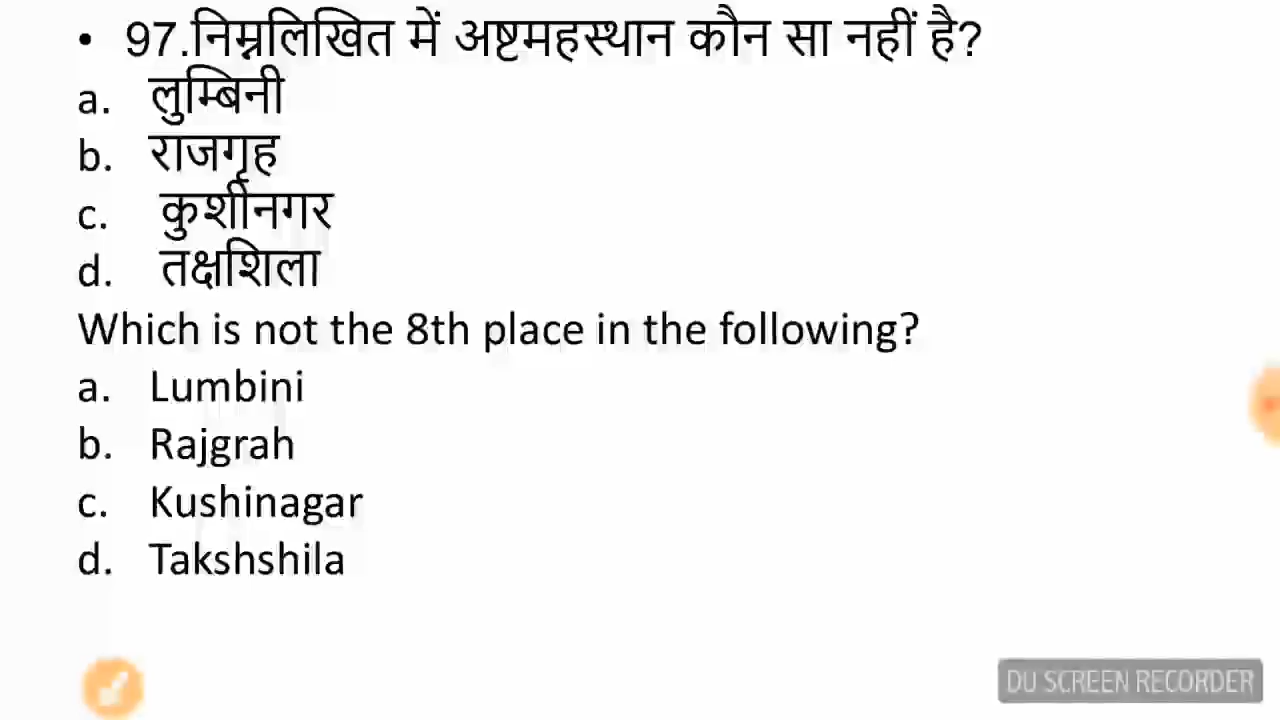 • 97.निम्नलिखित में अष्टमहस्थान कौन सा नहीं है?
a. लुम्बिनी
b. राजगृह
c. कुशीनगर
d. तक्षशिला
Which is not the 8th place in the following?
a. Lumbini
b. Rajgrah
c. Kushinagar
d. Takshshila
DU SCREEN RECORDER